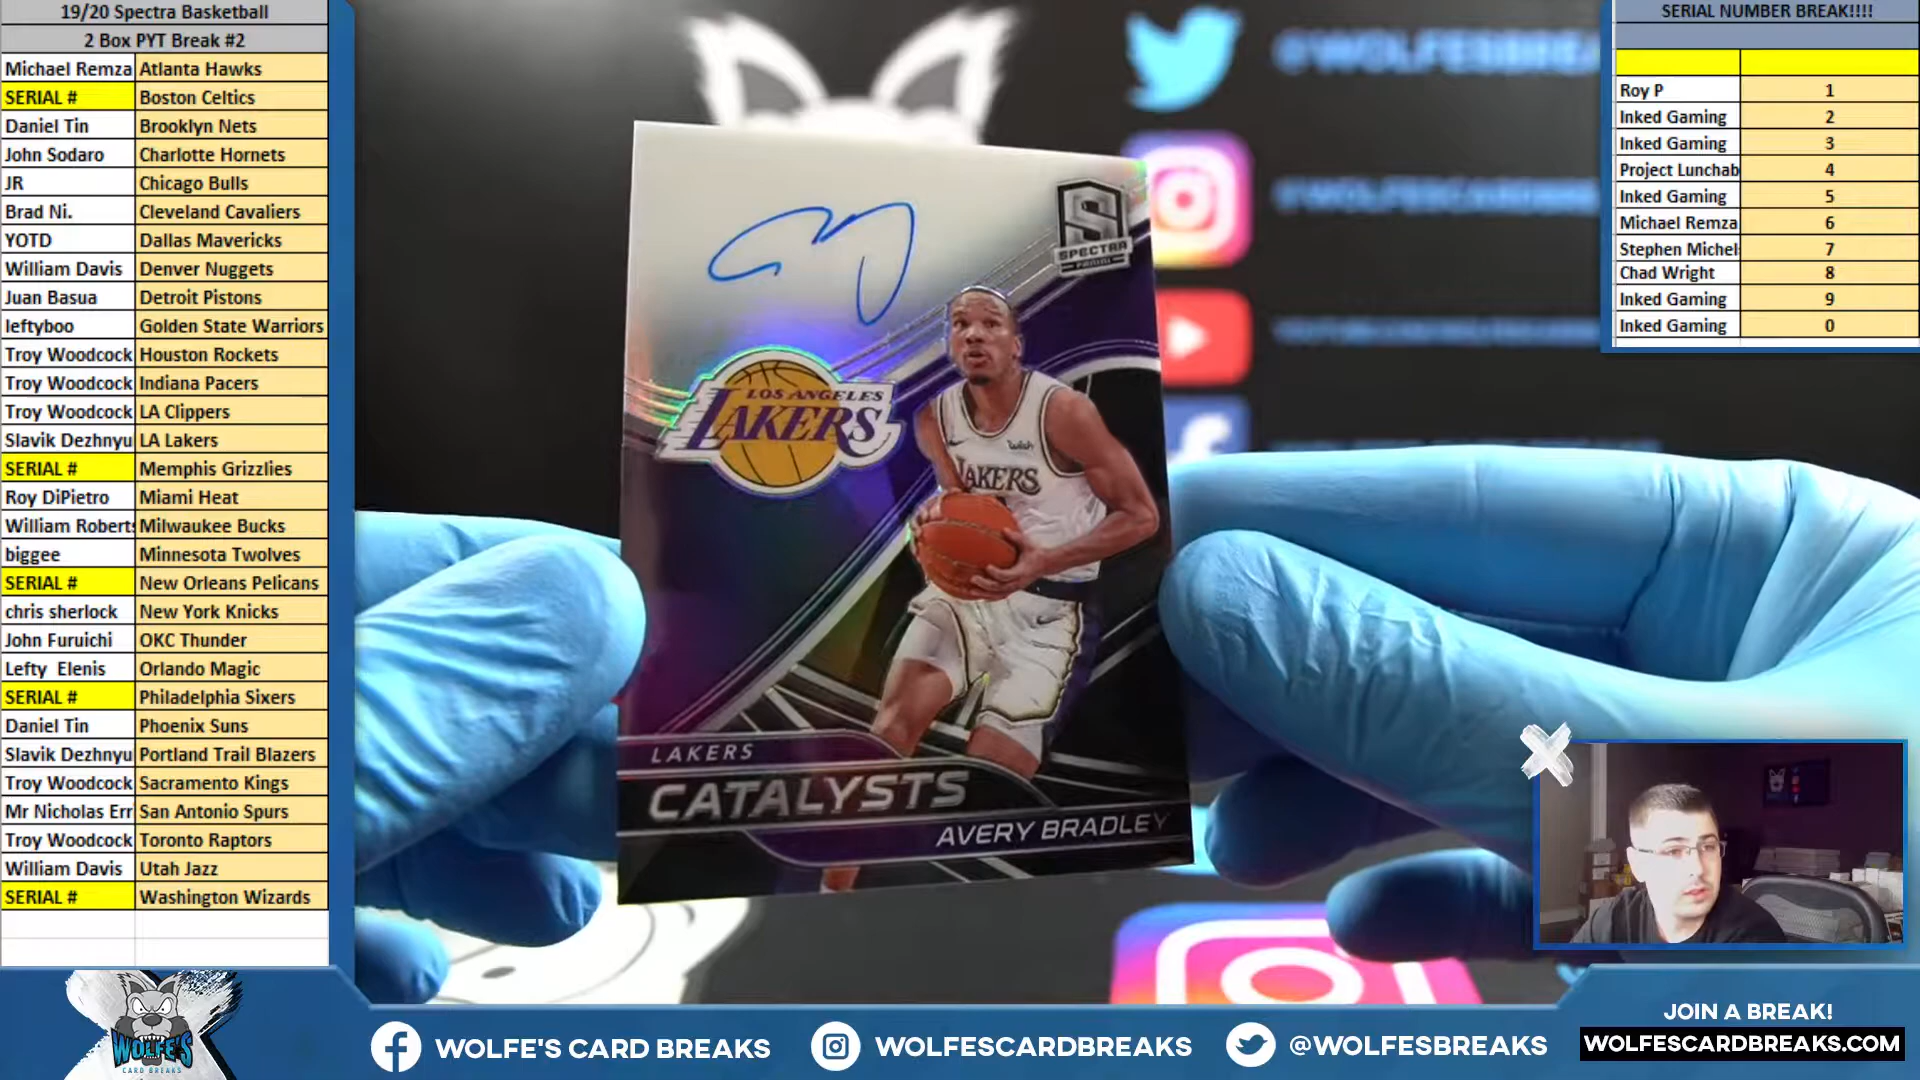 19/20 Spectra Basketball
2 Box PYT Break #2
Michael Remza Atlanta Hawks
SERIAL # Boston Celtics
Daniel Tin Brooklyn Nets
John Sodaro Charlotte Hornets
JR Chicago Bulls
Brad Ni. Cleveland Cavaliers
YOTD Dallas Mavericks
William Davis Denver Nuggets
Juan Basua Detroit Pistons
leftyboo Golden State Warriors
Troy Woodcock Houston Rockets
Troy Woodcock Indiana Pacers
Troy Woodcock LA Clippers
Slavik Dezhnyu LA Lakers
SERIAL # Memphis Grizzlies
Roy DiPietro Miami Heat
William Roberts Milwaukee Bucks
biggee Minnesota Twolves
SERIAL # New Orleans Pelicans
chris sherlock New York Knicks
John Furuichi OKC Thunder
Lefty Elenis Orlando Magic
SERIAL # Philadelphia Sixers
Daniel Tin Phoenix Suns
Slavik Dezhnyu Portland Trail Blazers
Troy Woodcock Sacramento Kings
Mr Nicholas Err San Antonio Spurs
Troy Woodcock Toronto Raptors
William Davis Utah Jazz
SERIAL # Washington Wizards
SERIAL NUMBER BREAK!!!!
Roy P 1
Inked Gaming 2
Inked Gaming 3
Project Lunchab 4
Inked Gaming 5
Michael Remza 6
Stephen Michel 7
Chad Wright 8
Inked Gaming 9
Inked Gaming 0
@WOLFESBREA
@WOLFESCARDBRE
S
SPECTRA
PANINI
LOS ANGELES
LAKERS
wish
LAKERS
LAKERS
CATALYSTS
AVERY BRADLEY
WOLFE'S
CARD BREAKS
WOLFE'S CARD BREAKS
WOLFESCARDBREAKS
@WOLFESBREAKS
JOIN A BREAK!
WOLFESCARDBREAKS.COM